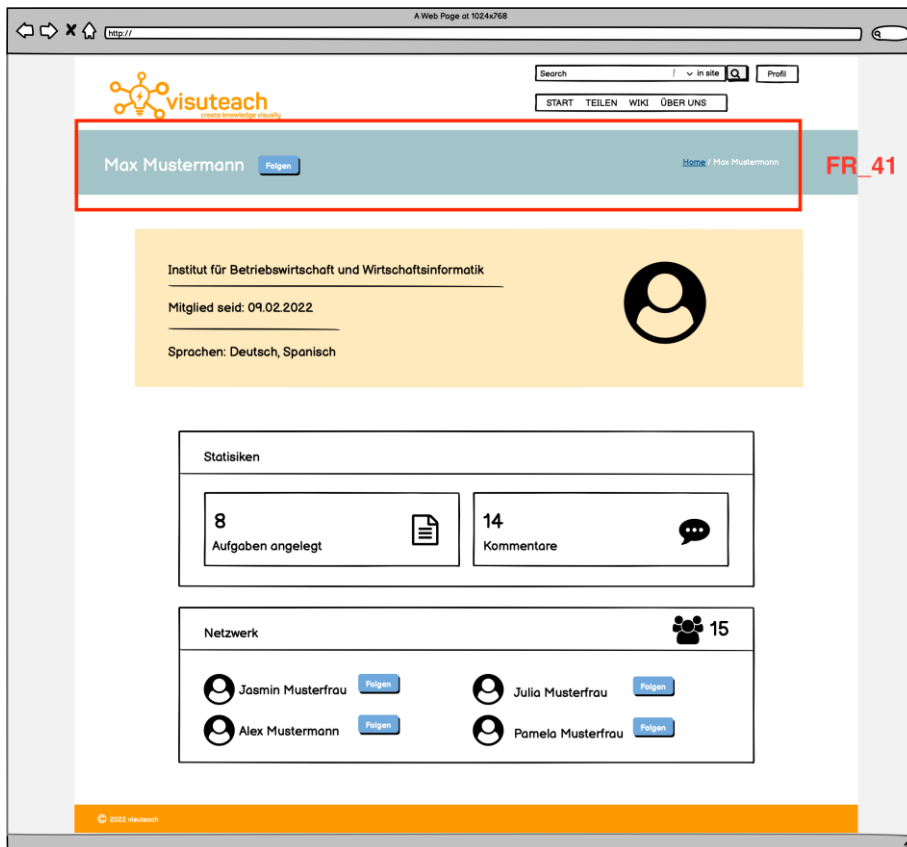 A Web Page at 1024x768
http://
Search / in site Profil
START TEILEN WIKI ÜBER UNS
visuteach
create knowledge visually
Max Mustermann Folgen Home / Max Mustermann FR_41
Institut für Betriebswirtschaft und Wirtschaftsinformatik
Mitglied seid: 09.02.2022
Sprachen: Deutsch, Spanisch
Statisiken
8
Aufgaben angelegt
14
Kommentare
Netzwerk 15
Jasmin Musterfrau Folgen Julia Musterfrau Folgen
Alex Mustermann Folgen Pamela Musterfrau Folgen
© 2022 visuteach